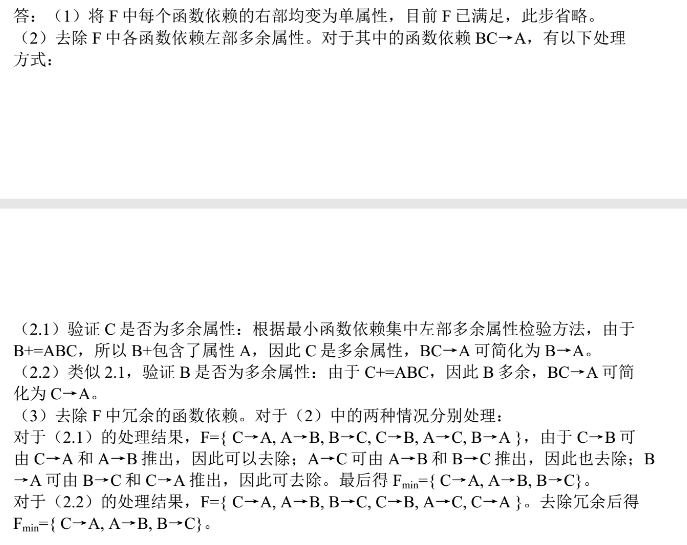 答：（1）将 F 中每个函数依赖的右部均变为单属性，目前 F 已满足，此步省略。
（2）去除 F 中各函数依赖左部多余属性。对于其中的函数依赖 BC→A，有以下处理
方式：
（2.1）验证 C 是否为多余属性：根据最小函数依赖集中左部多余属性检验方法，由于
B+=ABC，所以 B+包含了属性 A，因此 C 是多余属性，BC→A 可简化为 B→A。
（2.2）类似 2.1，验证 B 是否为多余属性：由于 C+=ABC，因此 B 多余，BC→A 可简
化为 C→A。
（3）去除 F 中冗余的函数依赖。对于（2）中的两种情况分别处理：
对于（2.1）的处理结果，F={ C→A, A→B, B→C, C→B, A→C, B→A }，由于 C→B 可
由 C→A 和 A→B 推出，因此可以去除；A→C 可由 A→B 和 B→C 推出，因此也去除；B
→A 可由 B→C 和 C→A 推出，因此可去除。最后得 Fmin={ C→A, A→B, B→C}。
对于（2.2）的处理结果，F={ C→A, A→B, B→C, C→B, A→C, C→A }。去除冗余后得
Fmin={ C→A, A→B, B→C}。